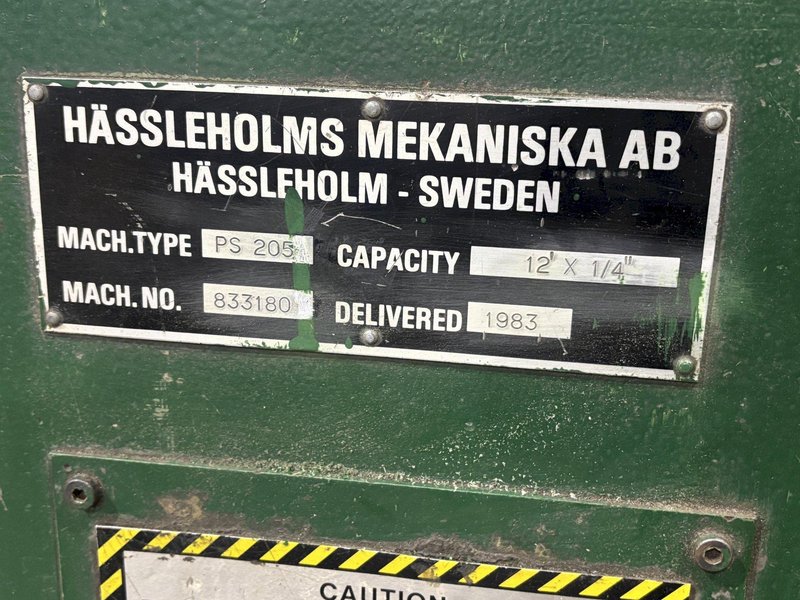 HÄSSLEHOLMS MEKANISKA AB
HÄSSLEHOLM - SWEDEN
MACH.TYPE PS 205 CAPACITY 12' X 1/4"
MACH. NO. 833180 DELIVERED 1983
CAUTION